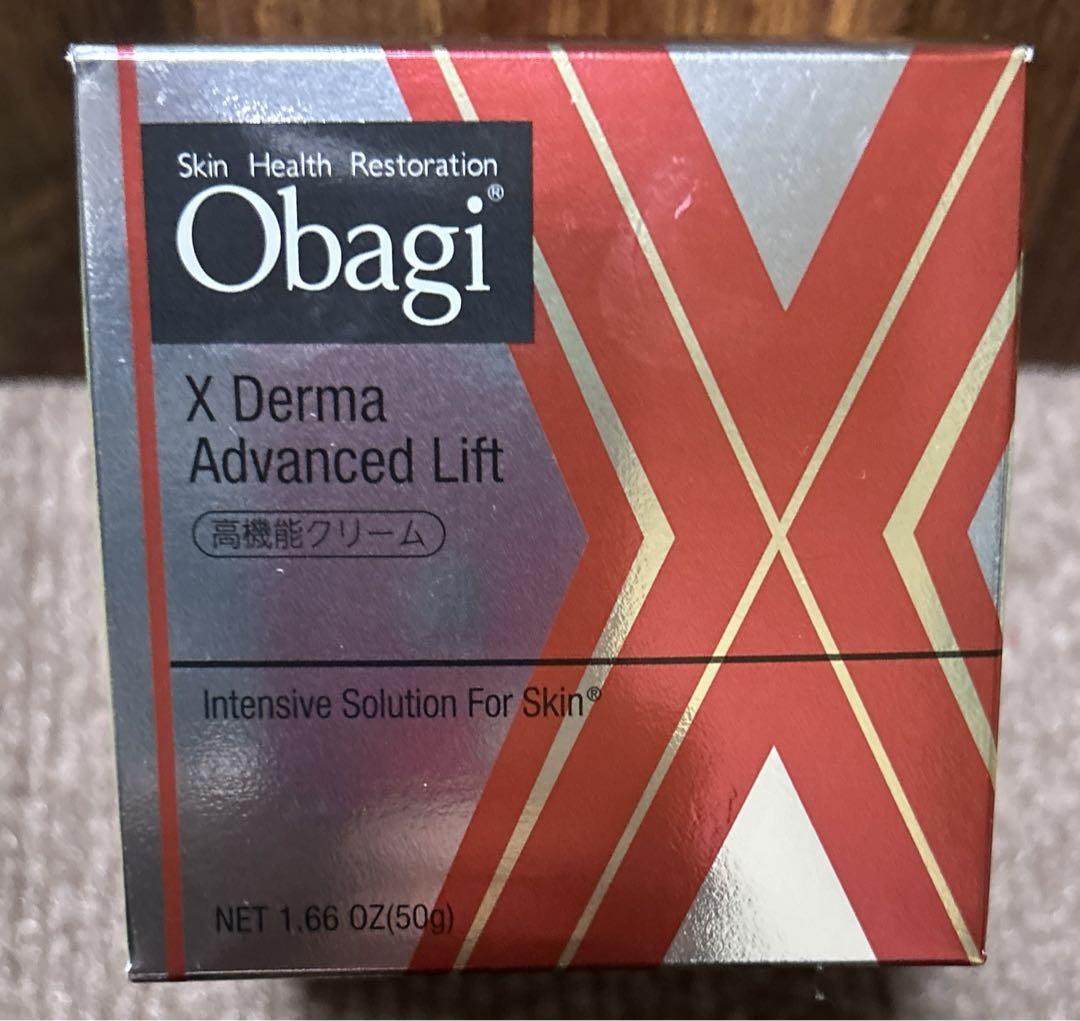 Skin Health Restoration
Obagi®
X Derma
Advanced Lift
高機能クリーム
Intensive Solution For Skin®
NET 1.66 OZ(50g)